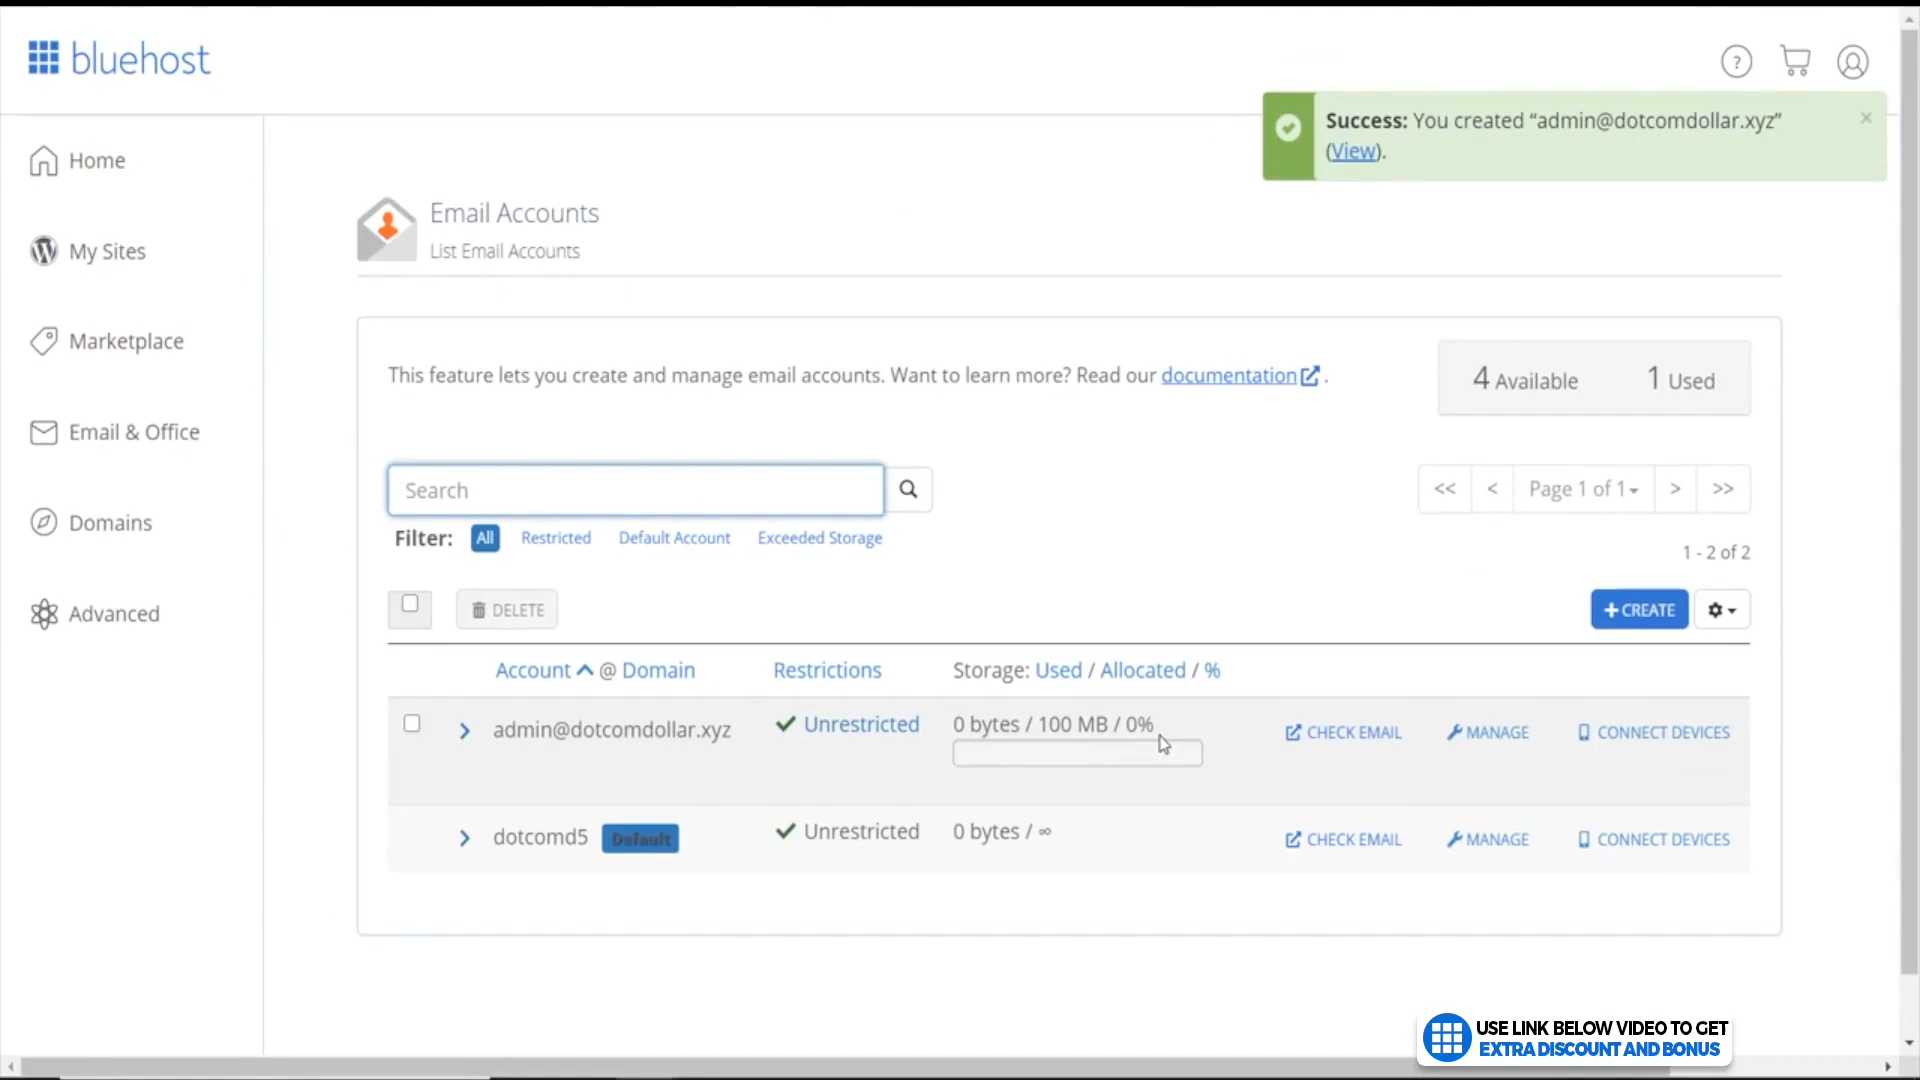 bluehost
?
Success: You created “admin@dotcomdollar.xyz”
(View).
×
Home
My Sites
Marketplace
Email & Office
Domains
Advanced
Email Accounts
List Email Accounts
This feature lets you create and manage email accounts. Want to learn more? Read our documentation .
4 Available 1 Used
Search
<< < Page 1 of 1 > >>
Filter: All Restricted Default Account Exceeded Storage
1 - 2 of 2
DELETE
+ CREATE
Account @ Domain Restrictions Storage: Used / Allocated / %
admin@dotcomdollar.xyz Unrestricted 0 bytes / 100 MB / 0% CHECK EMAIL MANAGE CONNECT DEVICES
dotcomd5 Default Unrestricted 0 bytes / ∞ CHECK EMAIL MANAGE CONNECT DEVICES
USE LINK BELOW VIDEO TO GET
EXTRA DISCOUNT AND BONUS